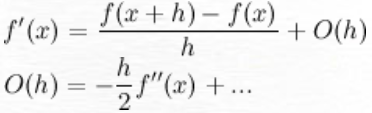 f′(x) = \frac{f(x + h) − f(x)}{h} + O(h)
O(h) = −\frac{h}{2} f″(x) + ...